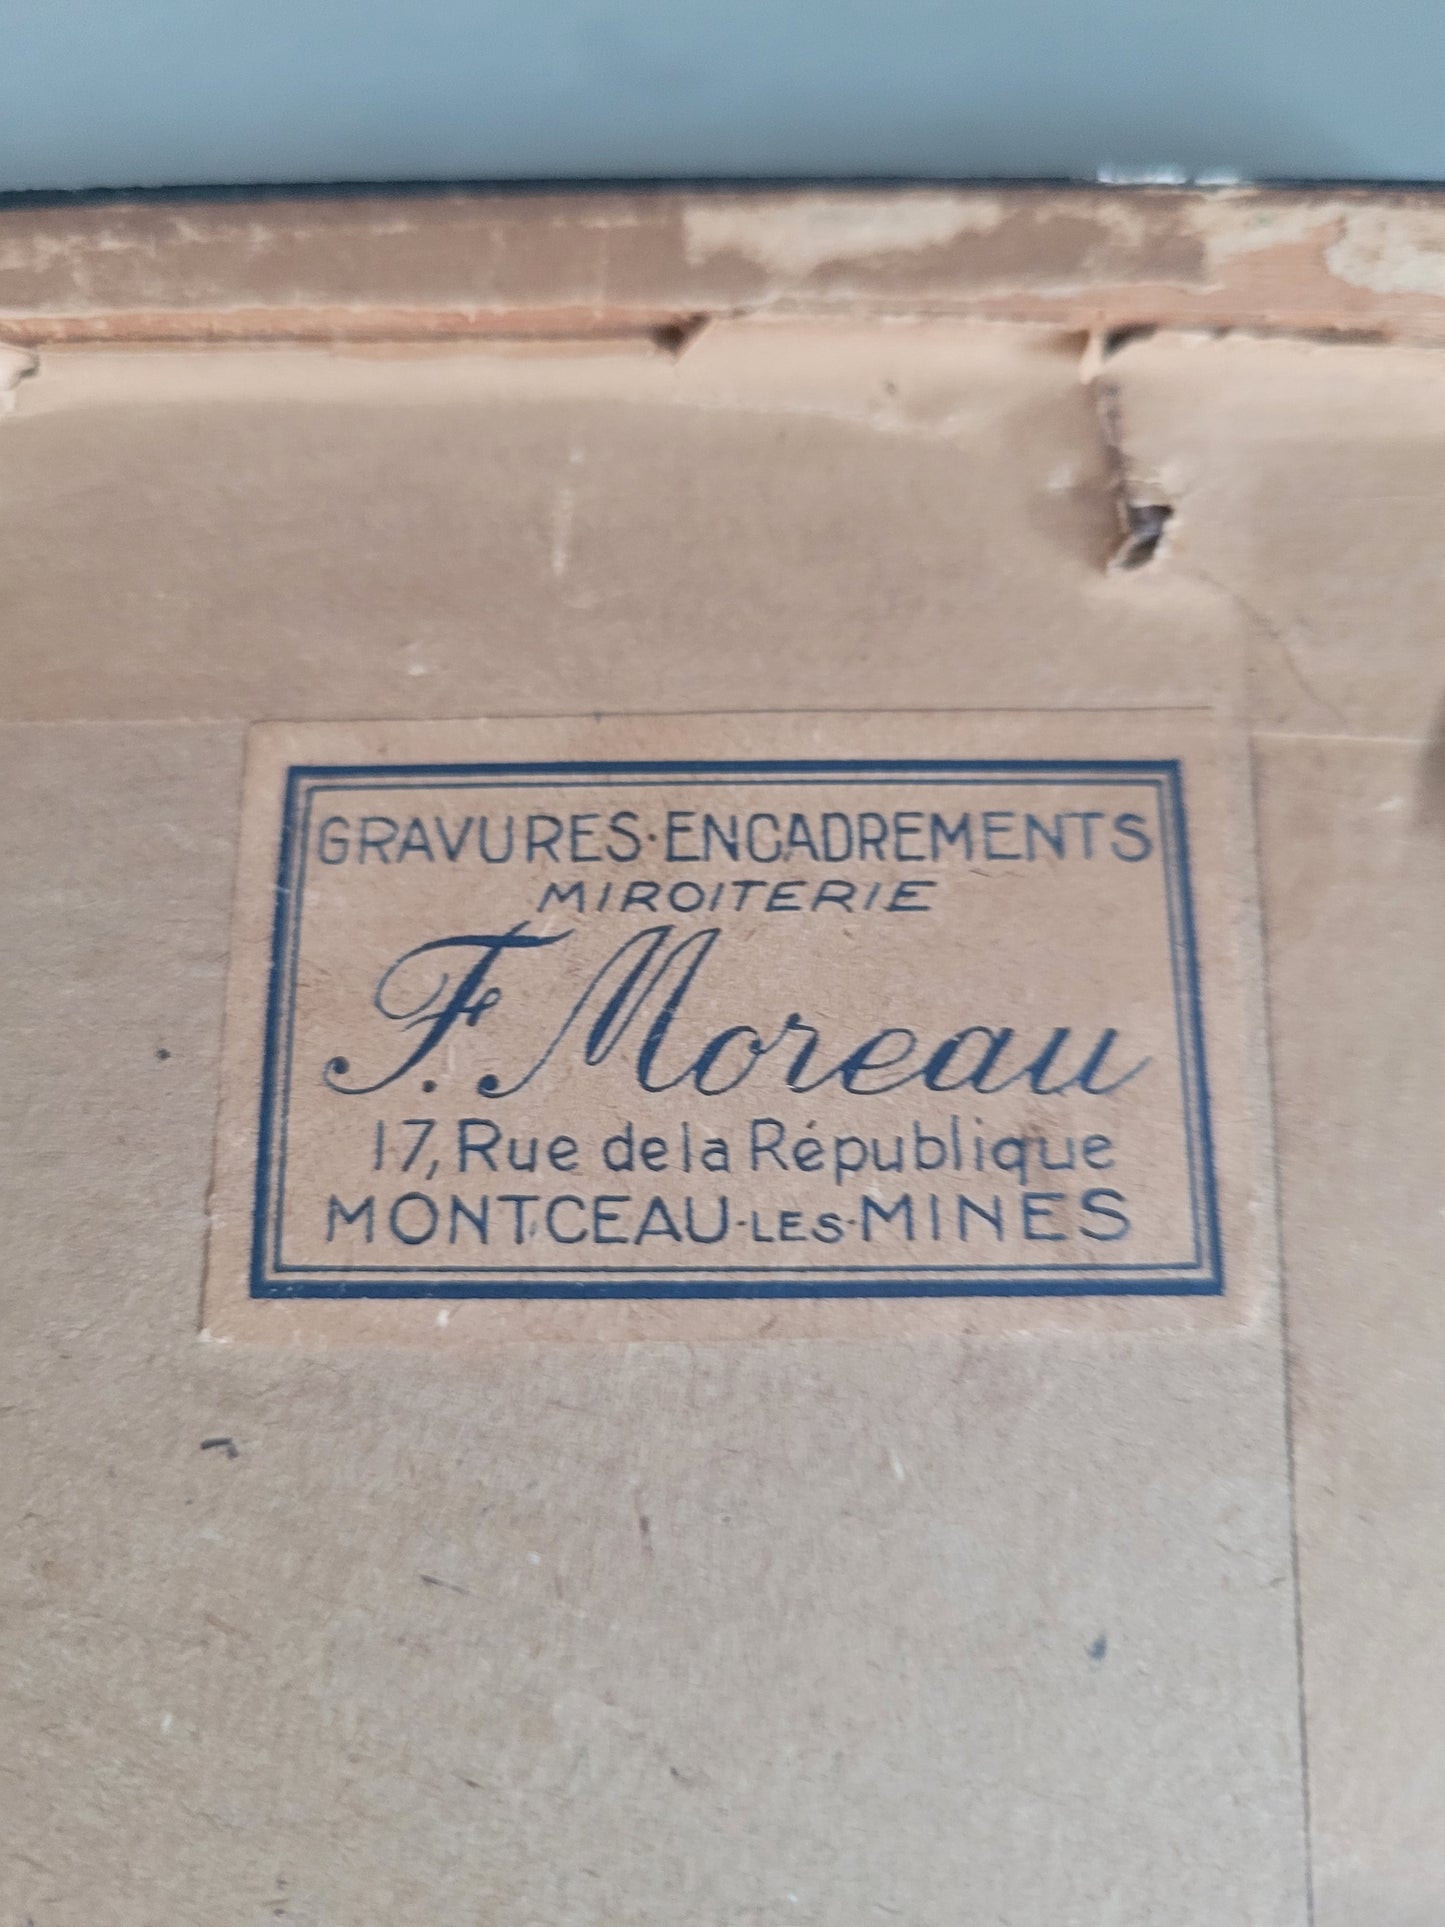 GRAVURES·ENCADREMENTS
MIROITERIE
F. Moreau
17, Rue de la République
MONTCEAU·LES·MINES